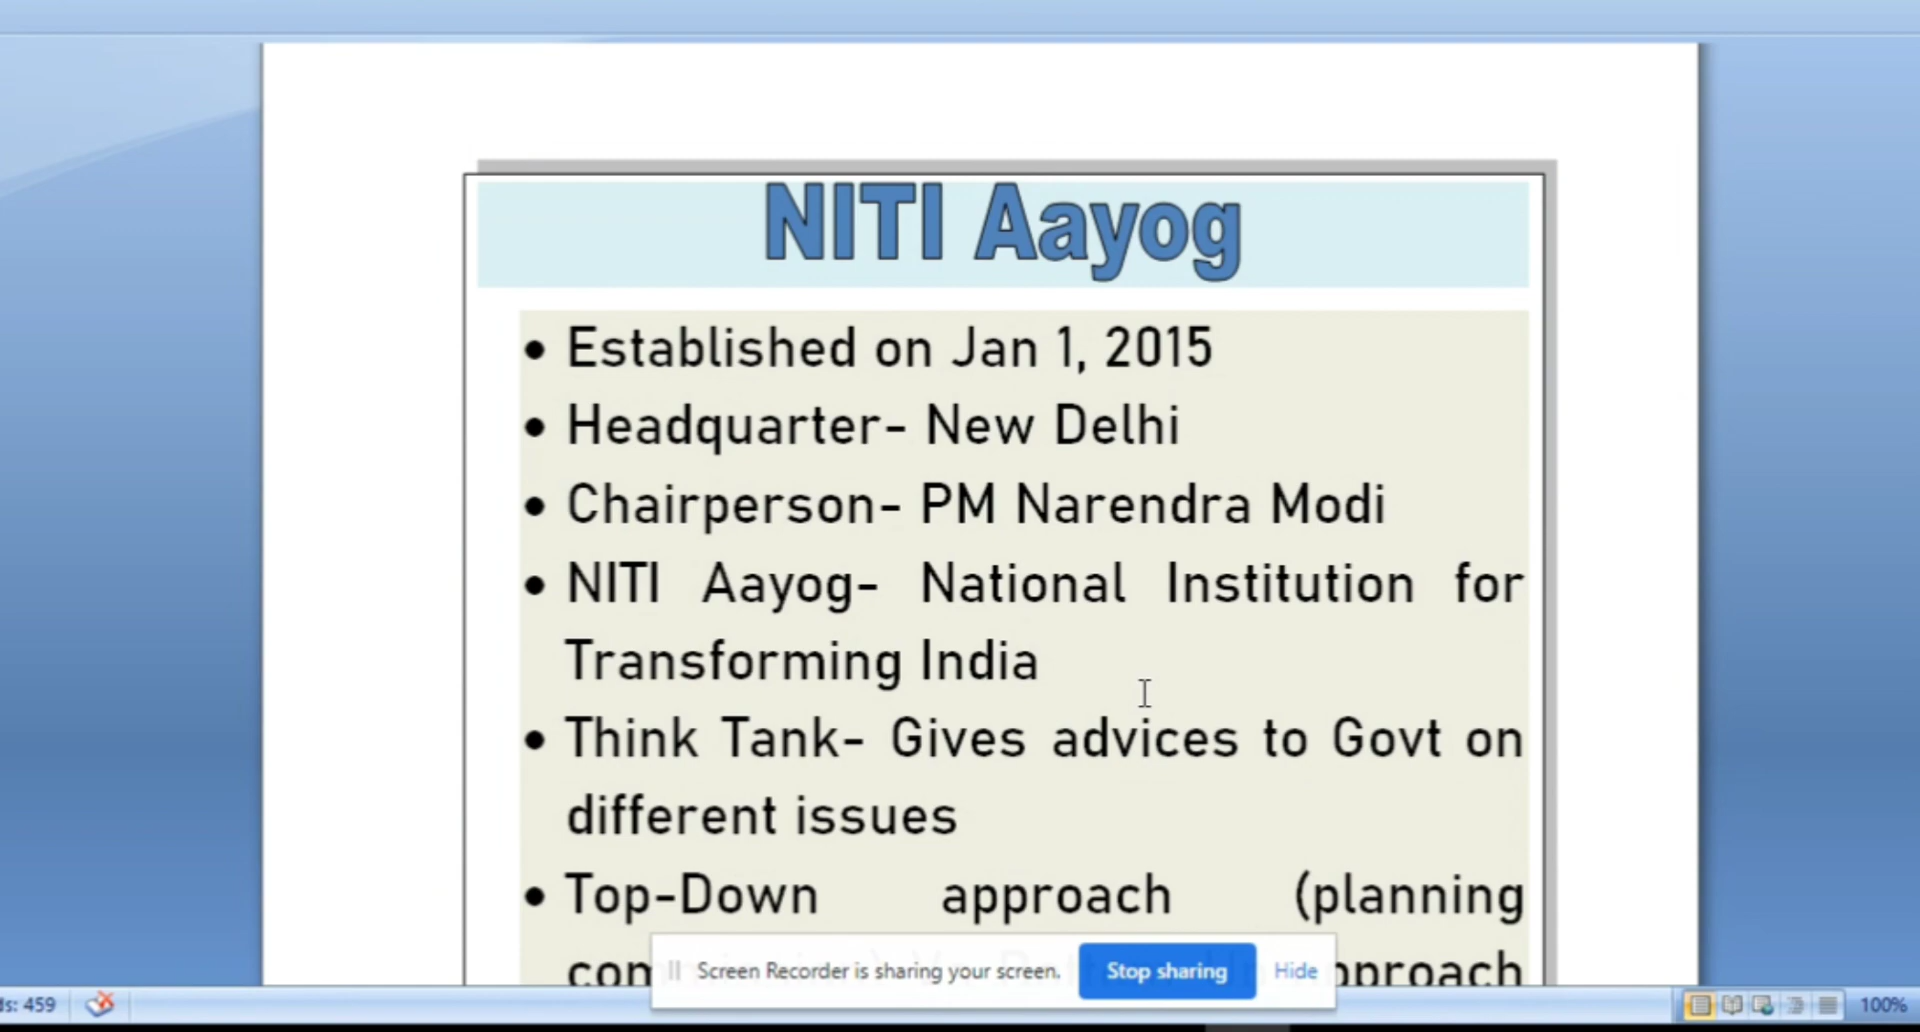 NITI Aayog
• Established on Jan 1, 2015
• Headquarter- New Delhi
• Chairperson- PM Narendra Modi
• NITI Aayog- National Institution for
Transforming India
• Think Tank- Gives advices to Govt on
different issues
• Top-Down approach (planning
Screen Recorder is sharing your screen. Stop sharing Hide
: 459 100%